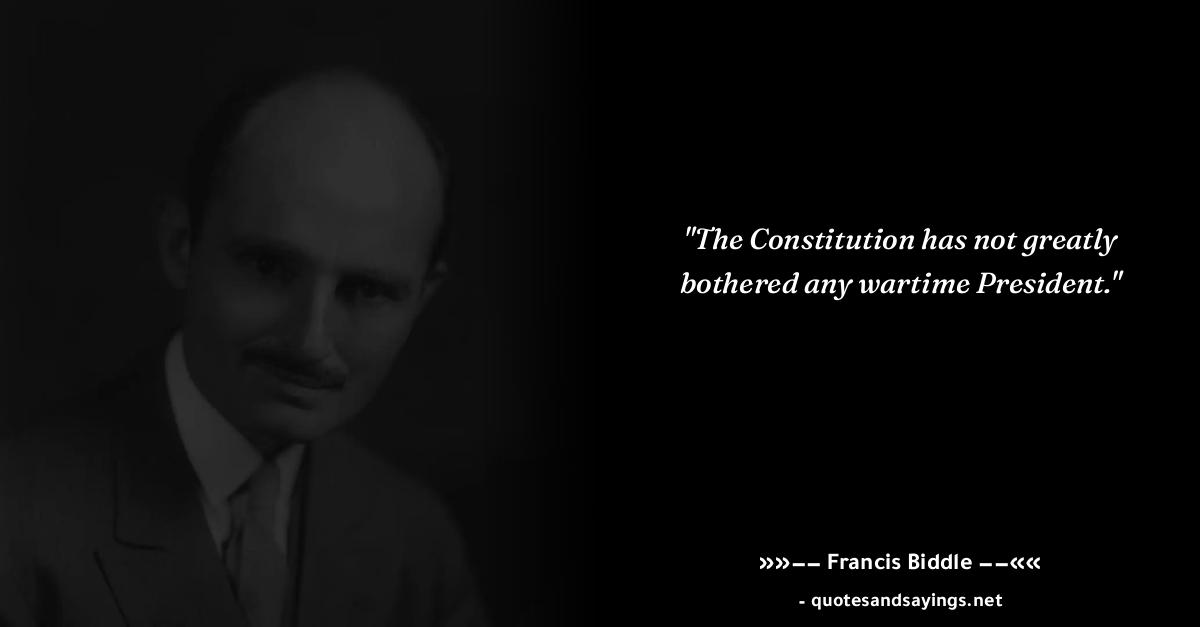 "The Constitution has not greatly
bothered any wartime President."
»»−− Francis Biddle −−««
- quotesandsayings.net